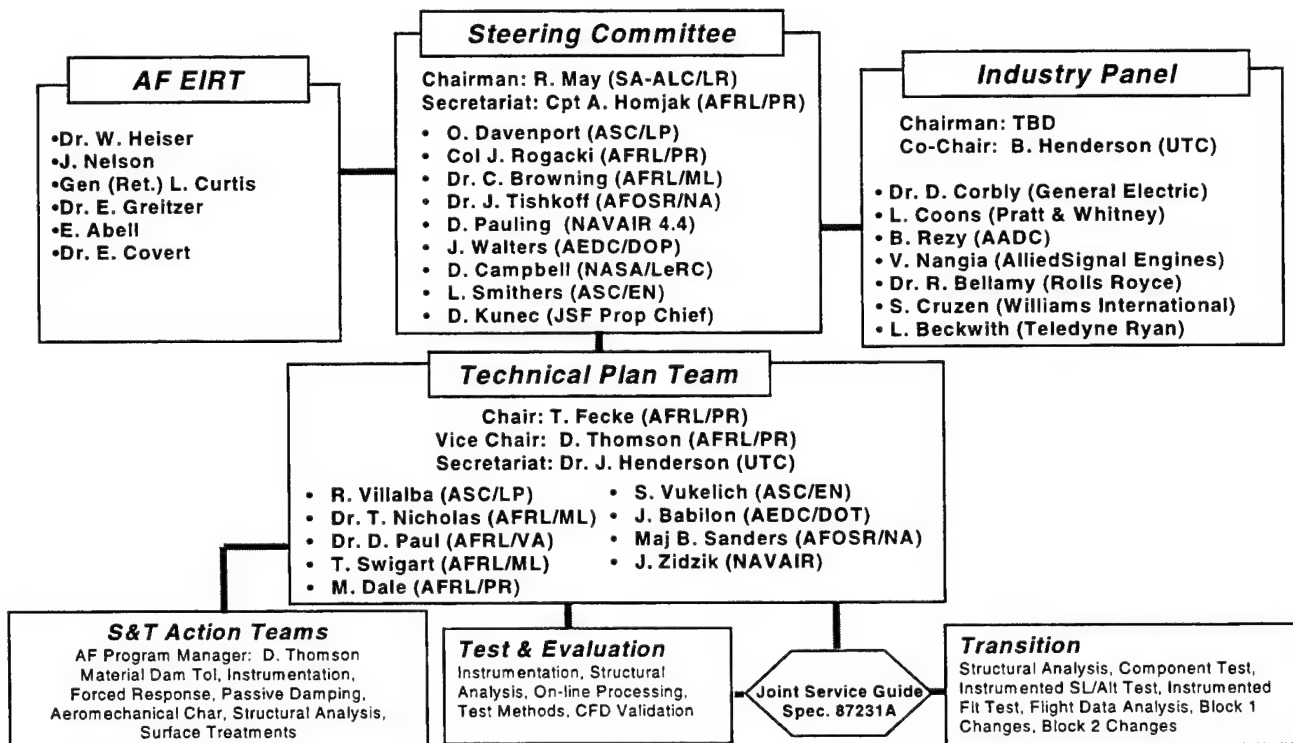 Steering Committee
Chairman: R. May (SA-ALC/LR)
Secretariat: Cpt A. Homjak (AFRL/PR)
• O. Davenport (ASC/LP)
• Col J. Rogacki (AFRL/PR)
• Dr. C. Browning (AFRL/ML)
• Dr. J. Tishkoff (AFOSR/NA)
• D. Pauling (NAVAIR 4.4)
• J. Walters (AEDC/DOP)
• D. Campbell (NASA/LeRC)
• L. Smithers (ASC/EN)
• D. Kunec (JSF Prop Chief)
AF EIRT
•Dr. W. Heiser
•J. Nelson
•Gen (Ret.) L. Curtis
•Dr. E. Greitzer
•E. Abell
•Dr. E. Covert
Industry Panel
Chairman: TBD
Co-Chair: B. Henderson (UTC)
•Dr. D. Corbly (General Electric)
•L. Coons (Pratt & Whitney)
•B. Rezy (AADC)
•V. Nangia (AlliedSignal Engines)
•Dr. R. Bellamy (Rolls Royce)
•S. Cruzen (Williams International)
•L. Beckwith (Teledyne Ryan)
Technical Plan Team
Chair: T. Fecke (AFRL/PR)
Vice Chair: D. Thomson (AFRL/PR)
Secretariat: Dr. J. Henderson (UTC)
• R. Villalba (ASC/LP)
• Dr. T. Nicholas (AFRL/ML)
• Dr. D. Paul (AFRL/VA)
• T. Swigart (AFRL/ML)
• M. Dale (AFRL/PR)
• S. Vukelich (ASC/EN)
• J. Babilon (AEDC/DOT)
• Maj B. Sanders (AFOSR/NA)
• J. Zidzik (NAVAIR)
S&T Action Teams
AF Program Manager: D. Thomson
Material Dam Tol, Instrumentation,
Forced Response, Passive Damping,
Aeromechanical Char, Structural Analysis,
Surface Treatments
Test & Evaluation
Instrumentation, Structural
Analysis, On-line Processing,
Test Methods, CFD Validation
Joint Service Guide
Spec. 87231A
Transition
Structural Analysis, Component Test,
Instrumented SL/Alt Test, Instrumented
Flt Test, Flight Data Analysis, Block 1
Changes, Block 2 Changes